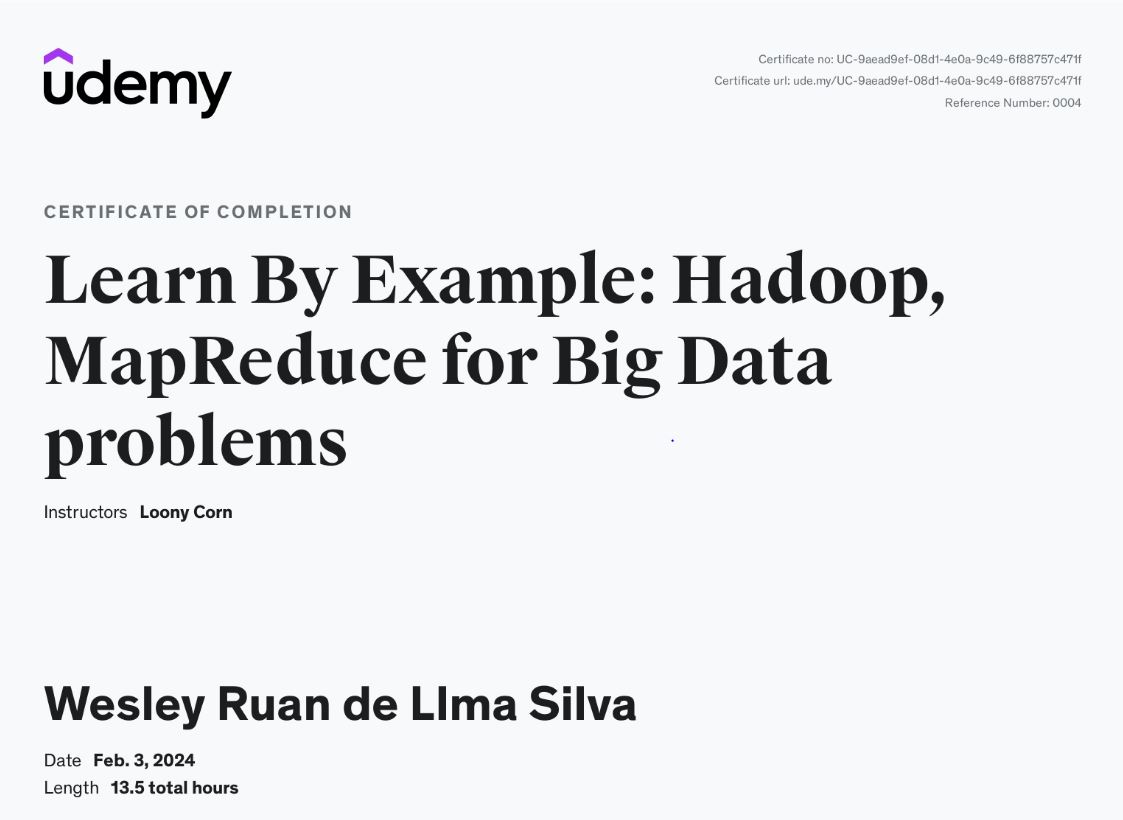 udemy
Certificate no: UC-9aead9ef-08d1-4e0a-9c49-6f88757c471f
Certificate url: ude.my/UC-9aead9ef-08d1-4e0a-9c49-6f88757c471f
Reference Number: 0004
CERTIFICATE OF COMPLETION
Learn By Example: Hadoop,
MapReduce for Big Data
problems
Instructors Loony Corn
Wesley Ruan de LIma Silva
Date Feb. 3, 2024
Length 13.5 total hours